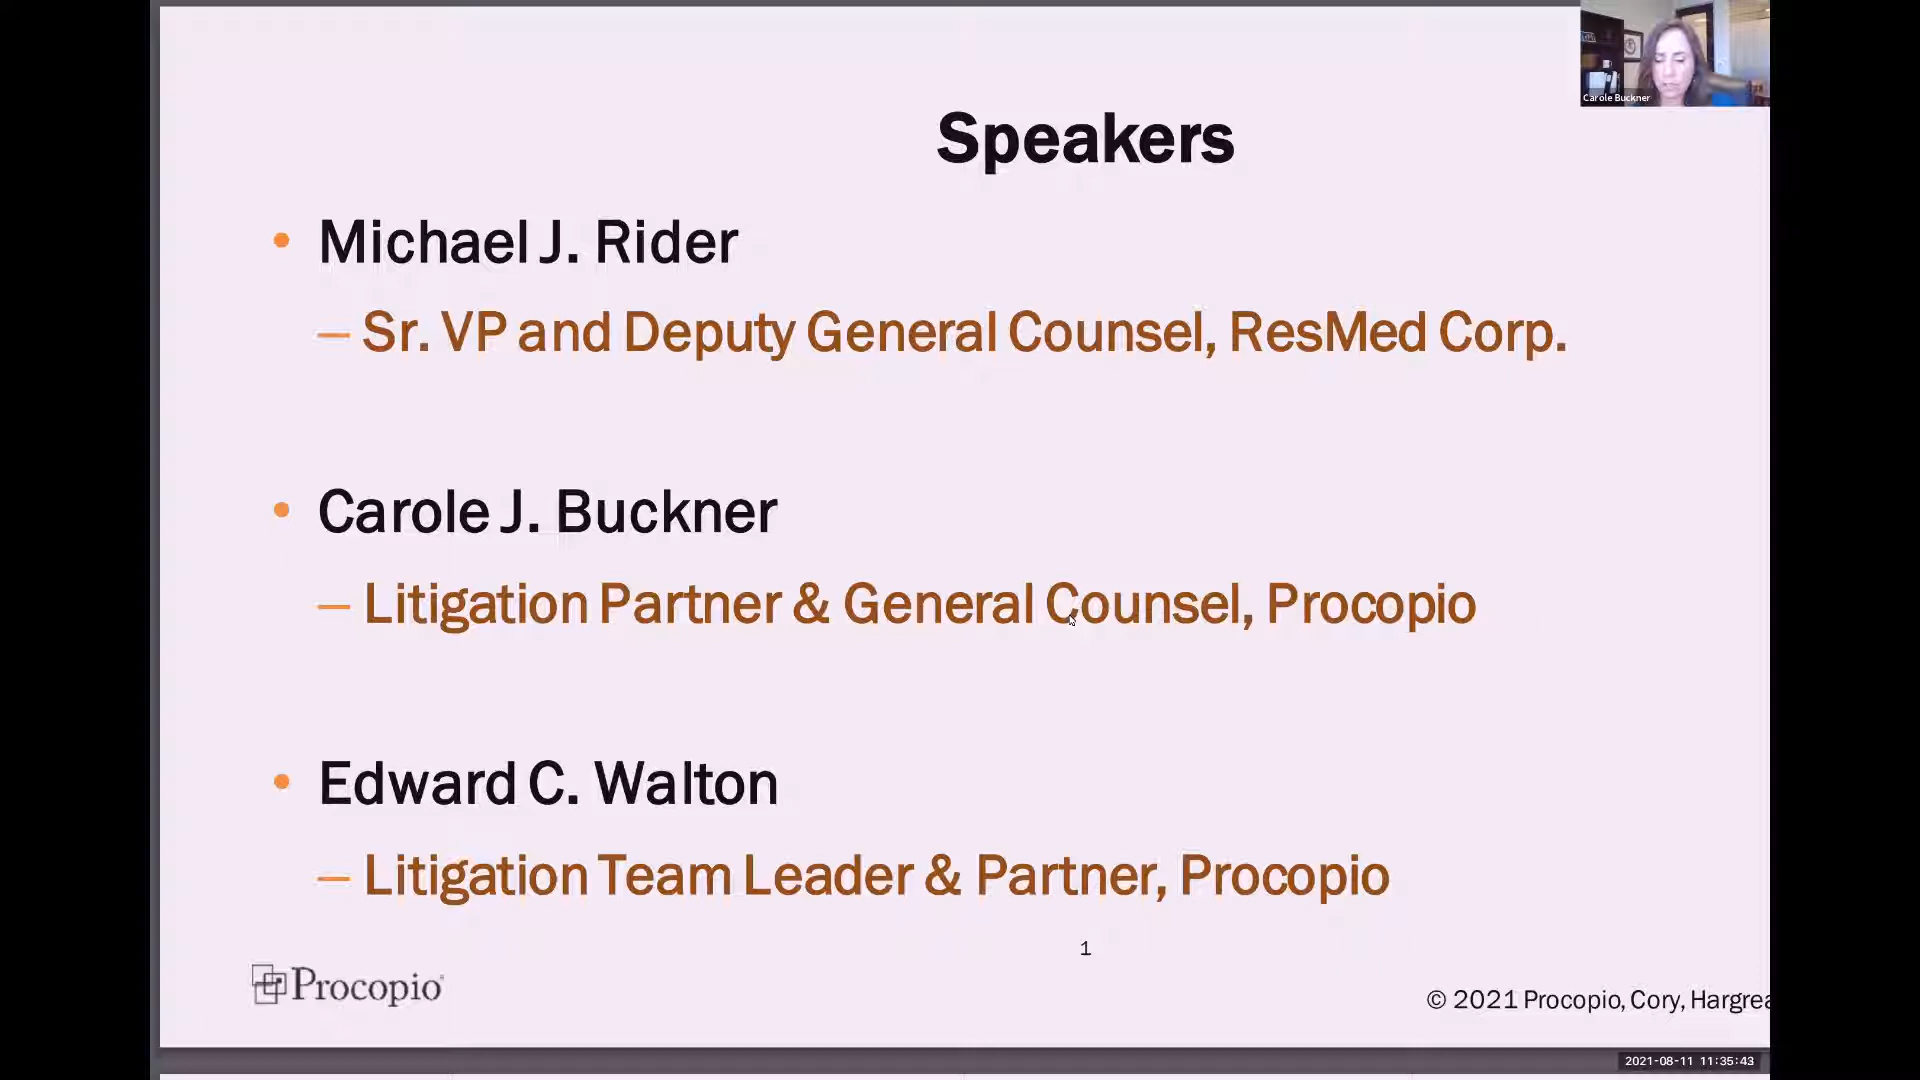 Speakers
• Michael J. Rider
— Sr. VP and Deputy General Counsel, ResMed Corp.
• Carole J. Buckner
— Litigation Partner & General Counsel, Procopio
• Edward C. Walton
— Litigation Team Leader & Partner, Procopio
1
Procopio
© 2021 Procopio, Cory,
Carole Buckner
2021-08-11 11:35:43